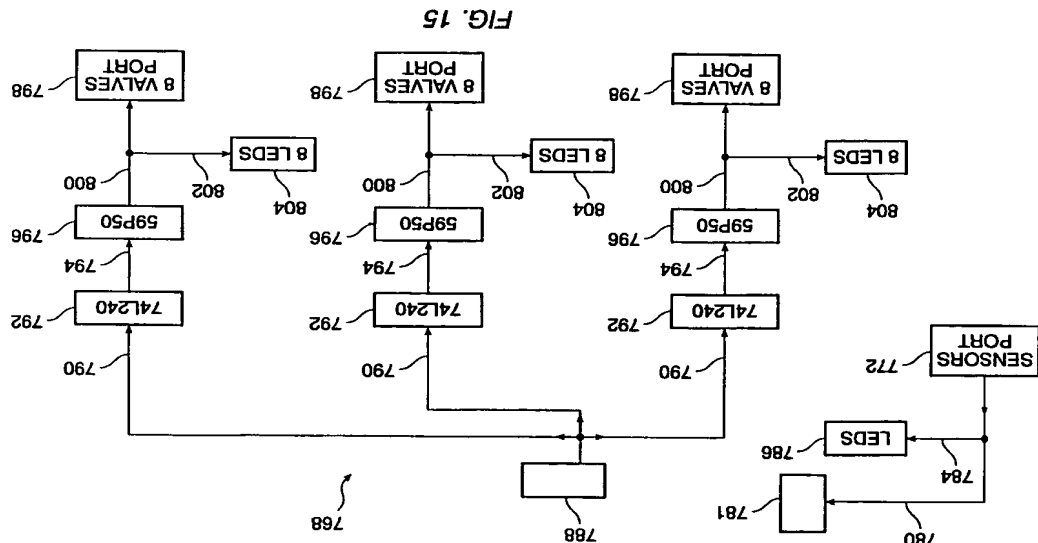 780
781
788
768
784
LEDS
786
SENSORS
PORT
772
790
790
790
74L240
792
74L240
792
74L240
792
794
794
794
59P50
796
59P50
796
59P50
796
804
802
800
804
802
800
804
802
800
8 LEDS
8 LEDS
8 LEDS
8 VALVES
PORT
798
8 VALVES
PORT
798
8 VALVES
PORT
798
FIG. 15